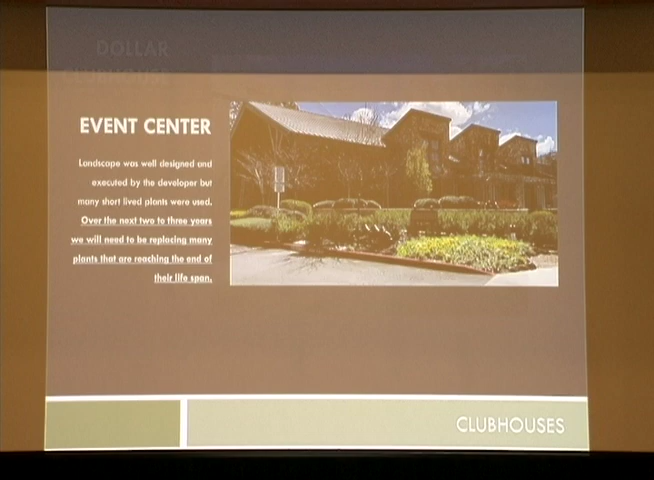 DOLLAR
CLUBHOUSE
EVENT CENTER
Landscape was well designed and
executed by the developer but
many short lived plants were used.
Over the next two to three years
we will need to be replacing many
plants that are reaching the end of
their life span.
CLUBHOUSES